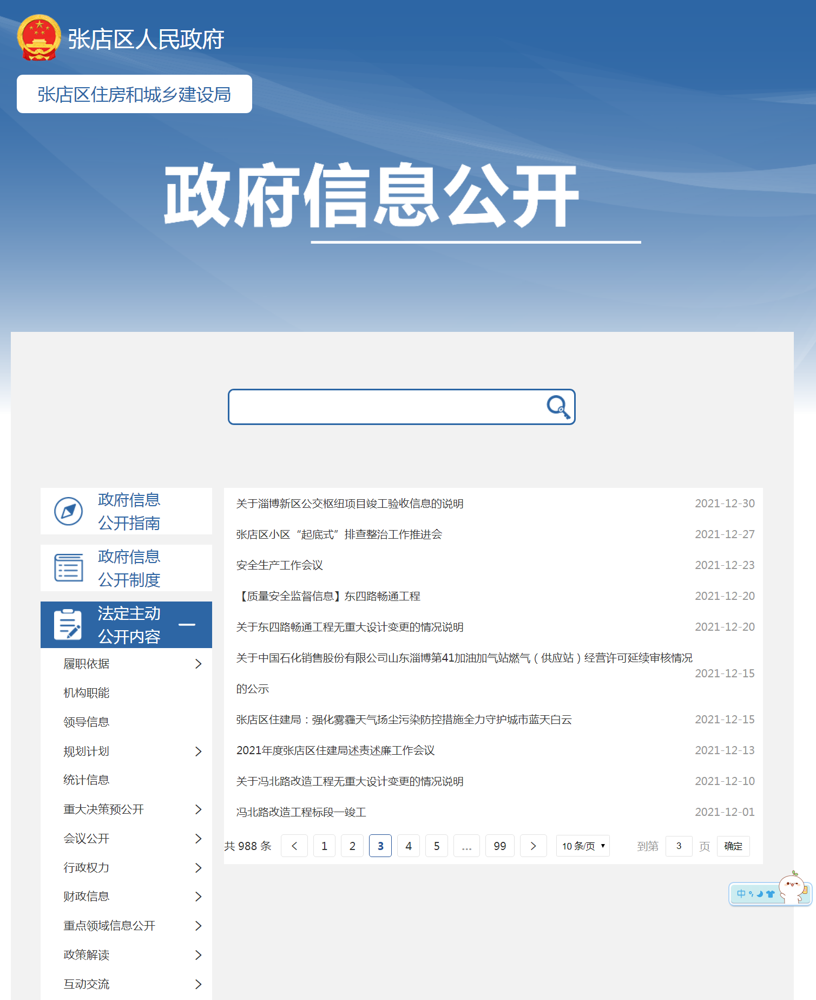 张店区人民政府
张店区住房和城乡建设局
政府信息公开
政府信息
公开指南
政府信息
公开制度
法定主动
公开内容
履职依据
机构职能
领导信息
规划计划
统计信息
重大决策预公开
会议公开
行政权力
财政信息
重点领域信息公开
政策解读
互动交流
关于淄博新区公交枢纽项目竣工验收信息的说明 2021-12-30
张店区小区“起底式”排查整治工作推进会 2021-12-27
安全生产工作会议 2021-12-23
【质量安全监督信息】东四路畅通工程 2021-12-20
关于东四路畅通工程无重大设计变更的情况说明 2021-12-20
关于中国石化销售股份有限公司山东淄博第41加油加气站燃气（供应站）经营许可延续审核情况
的公示 2021-12-15
张店区住建局：强化雾霾天气扬尘污染防控措施全力守护城市蓝天白云 2021-12-15
2021年度张店区住建局述责述廉工作会议 2021-12-13
关于冯北路改造工程无重大设计变更的情况说明 2021-12-10
冯北路改造工程标段一竣工 2021-12-01
共 988 条 1 2 3 4 5 … 99 10 条/页 到第 3 页 确定
中